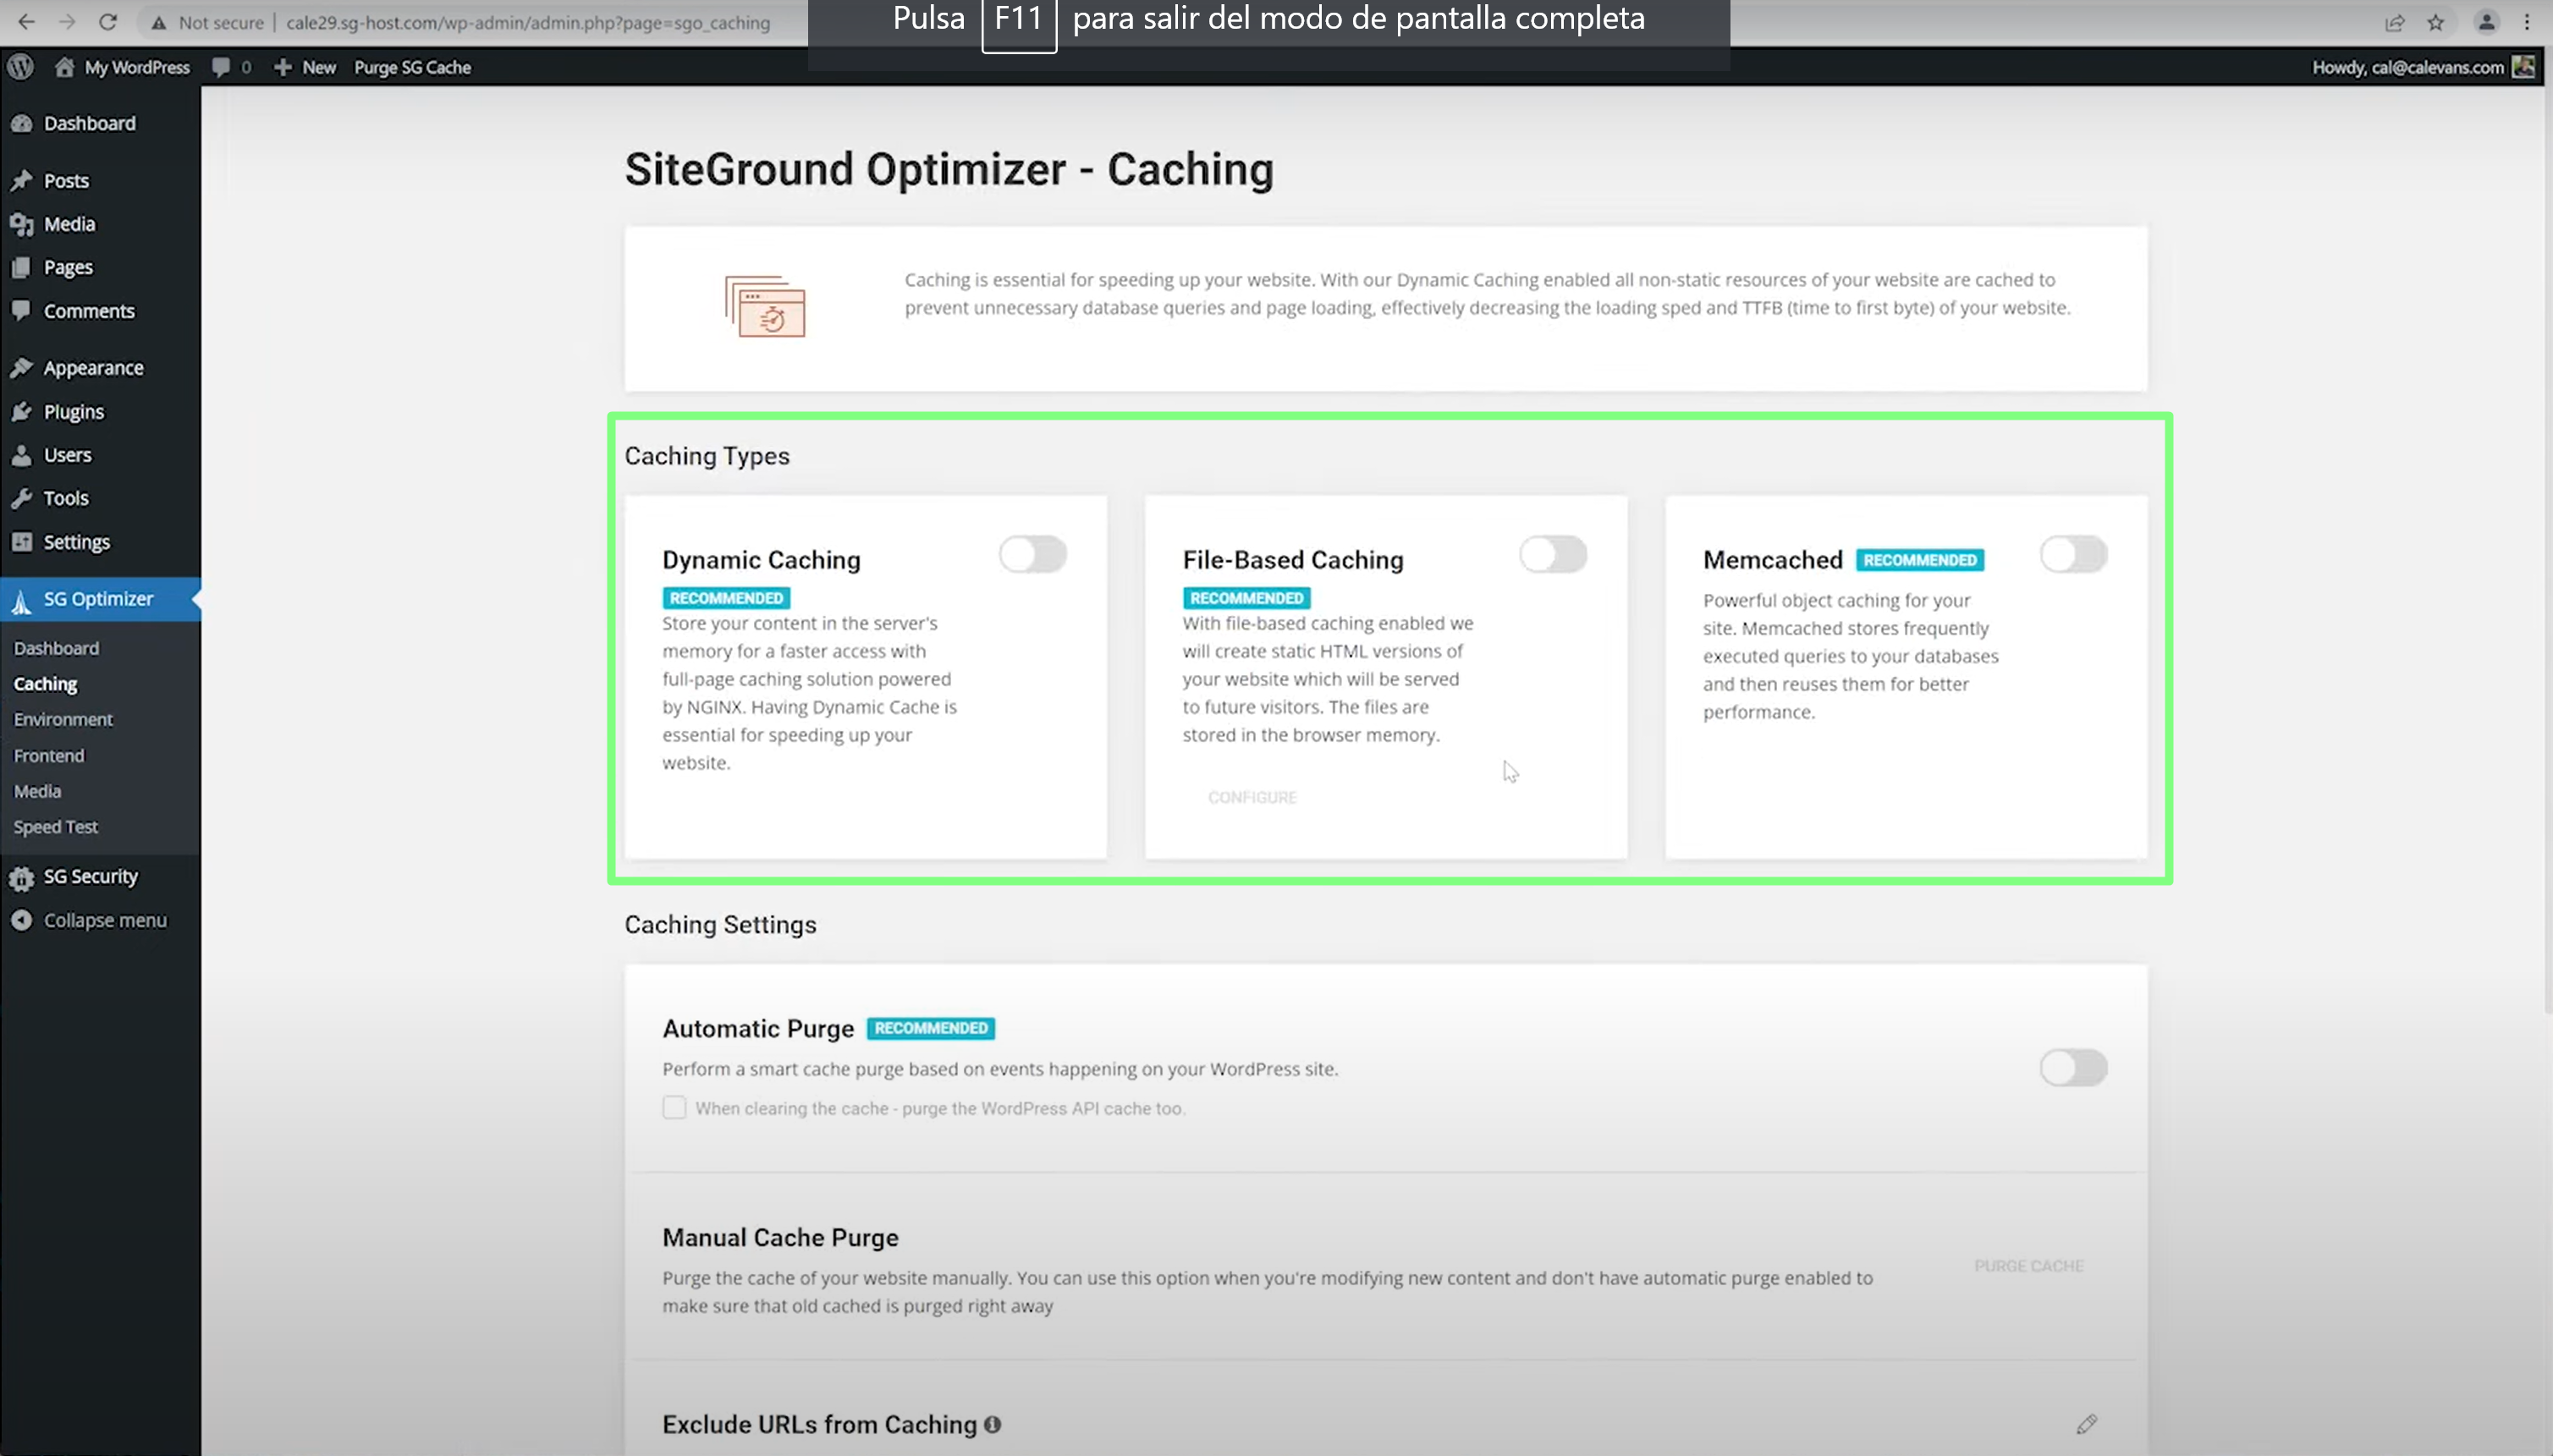 Not secure | cale29.sg-host.com/wp-admin/admin.php?page=sgo_caching
Pulsa F11 para salir del modo de pantalla completa
My WordPress 0 New Purge SG Cache
Howdy, cal@calevans.com
Dashboard
Posts
Media
Pages
Comments
Appearance
Plugins
Users
Tools
Settings
SG Optimizer
Dashboard
Caching
Environment
Frontend
Media
Speed Test
SG Security
Collapse menu
SiteGround Optimizer - Caching
Caching is essential for speeding up your website. With our Dynamic Caching enabled all non-static resources of your website are cached to
prevent unnecessary database queries and page loading, effectively decreasing the loading sped and TTFB (time to first byte) of your website.
Caching Types
Dynamic Caching
RECOMMENDED
Store your content in the server's
memory for a faster access with
full-page caching solution powered
by NGINX. Having Dynamic Cache is
essential for speeding up your
website.
File-Based Caching
RECOMMENDED
With file-based caching enabled we
will create static HTML versions of
your website which will be served
to future visitors. The files are
stored in the browser memory.
CONFIGURE
Memcached RECOMMENDED
Powerful object caching for your
site. Memcached stores frequently
executed queries to your databases
and then reuses them for better
performance.
Caching Settings
Automatic Purge RECOMMENDED
Perform a smart cache purge based on events happening on your WordPress site.
When clearing the cache - purge the WordPress API cache too.
Manual Cache Purge
Purge the cache of your website manually. You can use this option when you're modifying new content and don't have automatic purge enabled to
make sure that old cached is purged right away
PURGE CACHE
Exclude URLs from Caching